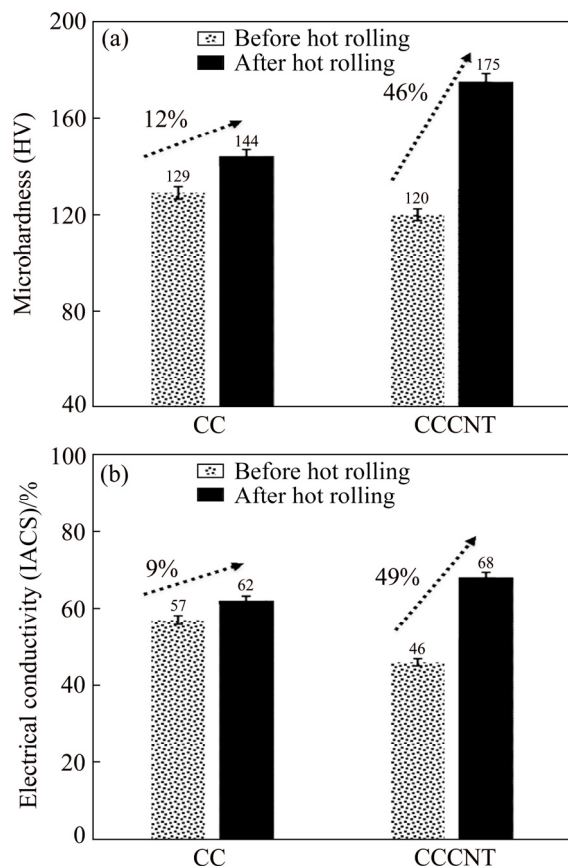 200
(a)
Before hot rolling
After hot rolling
175
46%
160
12%
144
129
120
120
80
40
Microhardness (HV)
CC
CCCNT
100
(b)
Before hot rolling
After hot rolling
80
68
9%
49%
62
57
60
46
40
20
0
Electrical conductivity (IACS)/%
CC
CCCNT